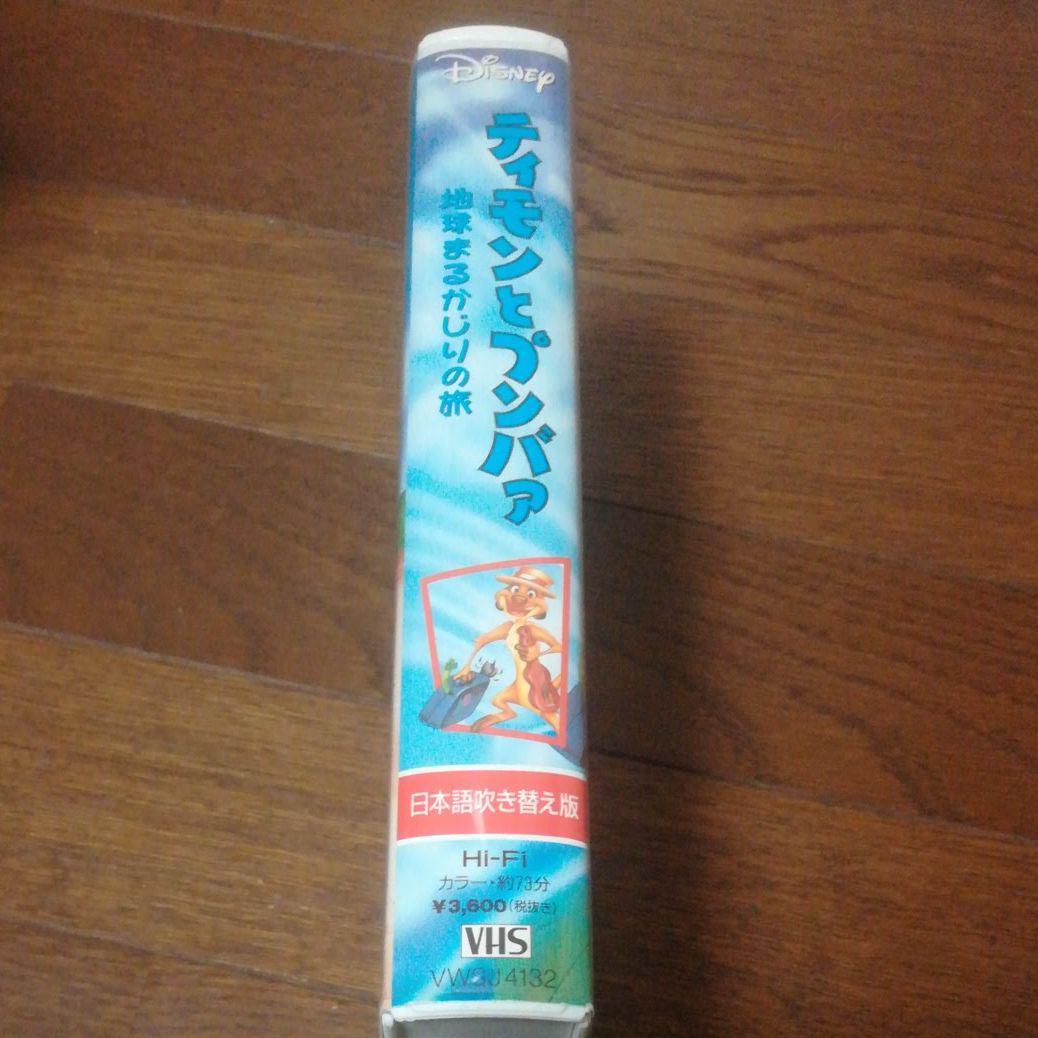 Disney
ティモンとプンバァ
地球まるかじりの旅
日本語吹き替え版
Hi-Fi
カラー・約73分
¥3,600(税抜き)
VHS
VWSJ4132